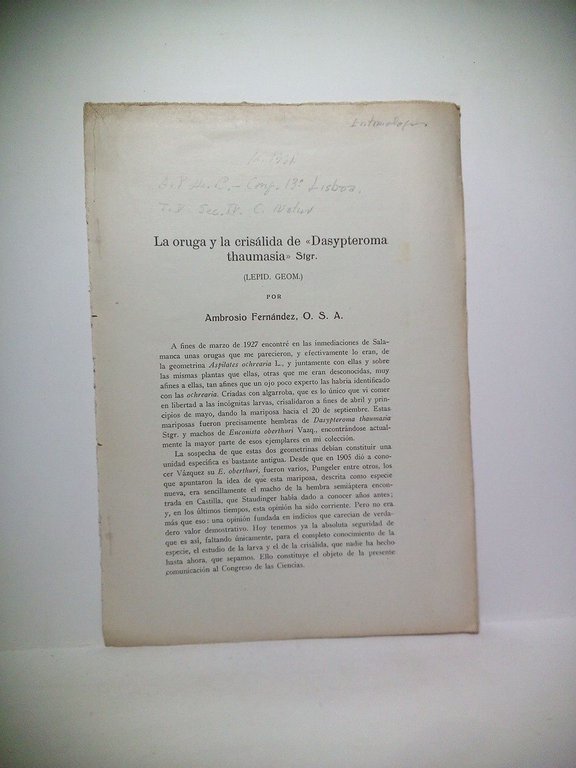 Lisboa.
La oruga y la crisálida de «Dasypteroma
thaumasia» Stgr.
(LEPID. GEOM.)
POR
Ambrosio Fernández, O. S. A.
A fines de marzo de 1927 encontré en las inmediaciones de Sala-
manca unas orugas que me parecieron, y efectivamente lo eran, de
la geometrina Aspilates ochrearia L., y juntamente con ellas y sobre
las mismas plantas que ellas, otras que me eran desconocidas, muy
afines a ellas, tan afines que un ojo poco experto las habría identificado
con las ochrearia. Criadas con algarroba, que es lo único que vi comer
en libertad a las incógnitas larvas, crisalidaron a fines de abril y prin-
cipios de mayo, dando la mariposa hacia el 20 de septiembre. Estas
mariposas fueron precisamente hembras de Dasypteroma thaumasia
Stgr. y machos de Enconista oberthuri Vazq., encontrándose actual
mente la mayor parte de esos ejemplares en mi colección.
La sospecha de que estas dos geometrinas debían constituir una
unidad específica es bastante antigua. Desde que en 1905 dió a cono-
cer Vázquez su E. oberthuri, fueron varios, Pungeler entre otros, los
que apuntaron la idea de que esta mariposa, descrita como especie
nueva, era sencillamente el macho de la hembra semiáptera encon-
trada en Castilla, que Staudinger había dado a conocer años antes;
y, en los últimos tiempos, esta opinión ha sido corriente. Pero no era
más que eso: una opinión fundada en indicios que carecían de verda-
dero valor demostrativo. Hoy tenemos ya la absoluta seguridad de
que es así, faltando únicamente, para el completo conocimiento de la
especie, el estudio de la larva y el de la crisálida, que nadie ha hecho
hasta ahora, que sepamos. Ello constituye el objeto de la presente
comunicación al Congreso de las Ciencias.